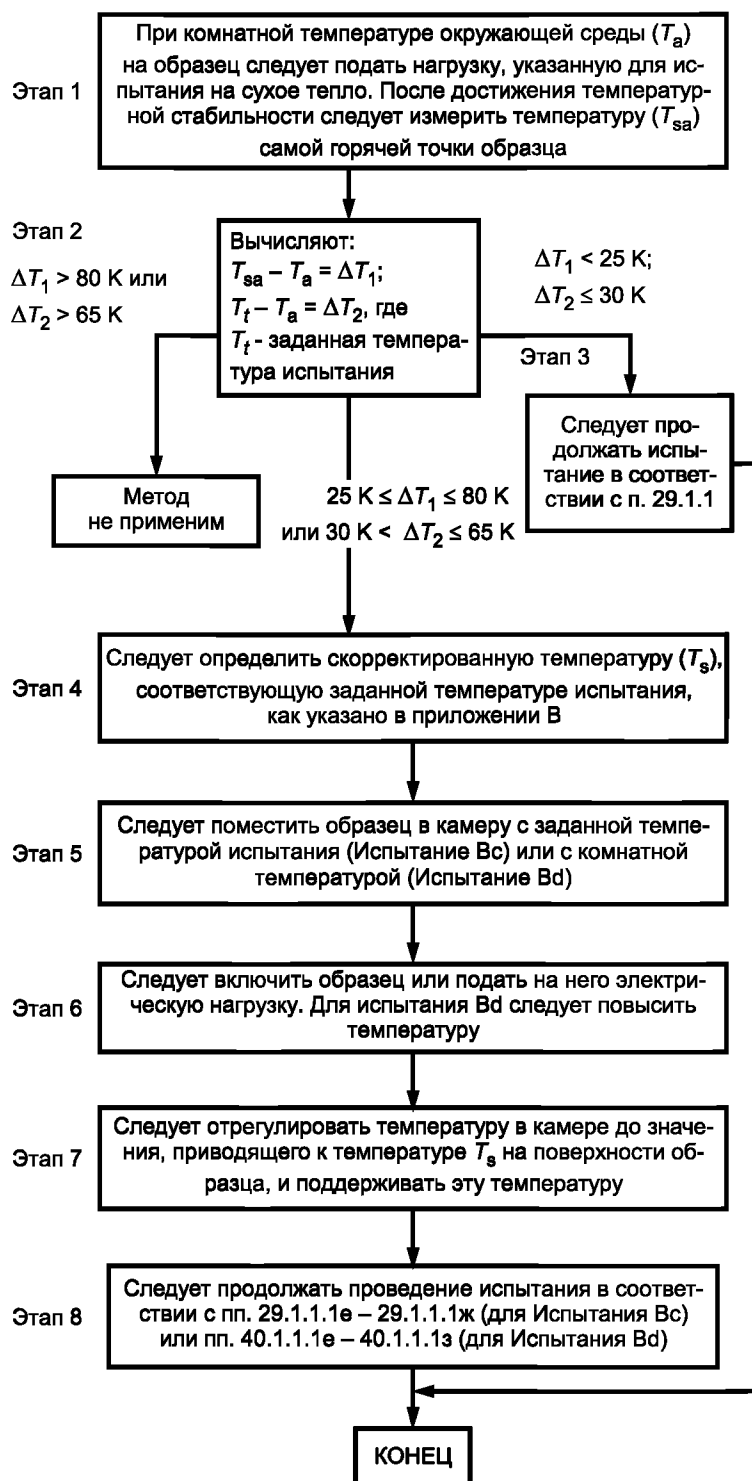 При комнатной температуре окружающей среды (Tа)
на образец следует подать нагрузку, указанную для ис-
Этап 1
пытания на сухое тепло. После достижения температур-
ной стабильности следует измерить температуру (Tsa)
самой горячей точки образца
Этап 2
ΔT1 > 80 K или
ΔT2 > 65 K
Вычисляют:
Tsa – Ta = ΔT1;
Tt – Ta = ΔT2, где
Tt - заданная темпера-
тура испытания
ΔT1 < 25 K;
ΔT2 ≤ 30 K
Этап 3
Следует про-
должать испы-
тание в соответ-
ствии с п. 29.1.1
Метод
не применим
25 K ≤ ΔT1 ≤ 80 K
или 30 K < ΔT2 ≤ 65 K
Этап 4
Следует определить скорректированную температуру (Ts),
соответствующую заданной температуре испытания,
как указано в приложении В
Этап 5
Следует поместить образец в камеру с заданной темпе-
ратурой испытания (Испытание Bc) или с комнатной
температурой (Испытание Bd)
Этап 6
Следует включить образец или подать на него электри-
ческую нагрузку. Для испытания Bd следует повысить
температуру
Этап 7
Следует отрегулировать температуру в камере до значе-
ния, приводящего к температуре Ts на поверхности об-
разца, и поддерживать эту температуру
Этап 8
Следует продолжать проведение испытания в соответ-
ствии с пп. 29.1.1.1е – 29.1.1.1ж (для Испытания Bc)
или пп. 40.1.1.1е – 40.1.1.1з (для Испытания Bd)
КОНЕЦ